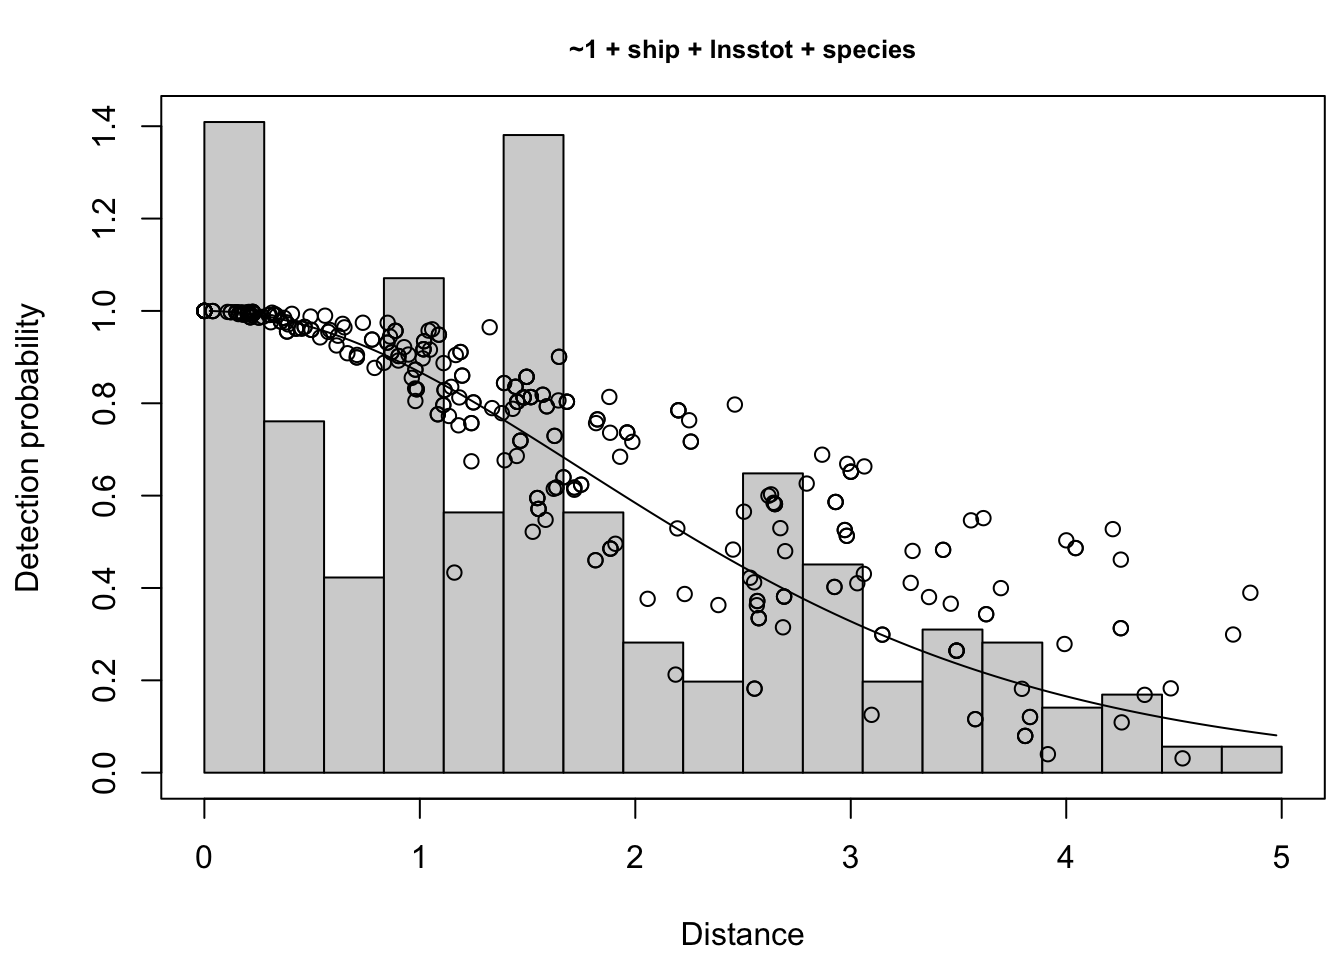 ~1 + ship + lnsstot + species
Detection probability
1.4
1.2
1.0
0.8
0.6
0.4
0.2
0.0
0 1 2 3 4 5
Distance